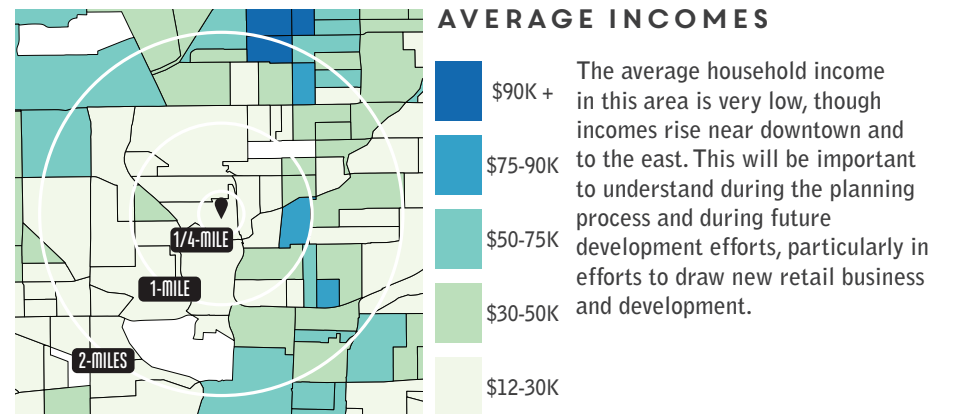 AVERAGE INCOMES
$90K +
$75-90K
$50-75K
$30-50K
$12-30K
The average household income
in this area is very low, though
incomes rise near downtown and
to the east. This will be important
to understand during the planning
process and during future
development efforts, particularly in
efforts to draw new retail business
and development.
1/4-MILE
1-MILE
2-MILES